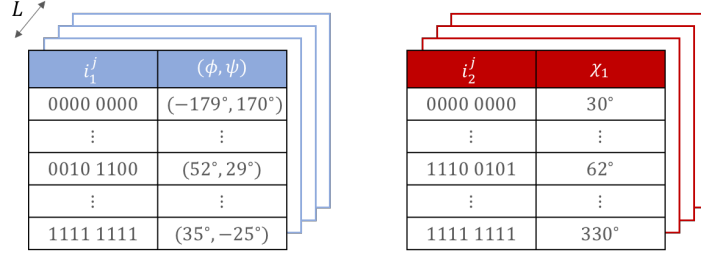 L
i_1^j (ϕ, ψ) i_2^j χ_1
0000 0000 (−179°, 170°) 0000 0000 30°
⋮ ⋮ ⋮ ⋮
0010 1100 (52°, 29°) 1110 0101 62°
⋮ ⋮ ⋮ ⋮
1111 1111 (35°, −25°) 1111 1111 330°